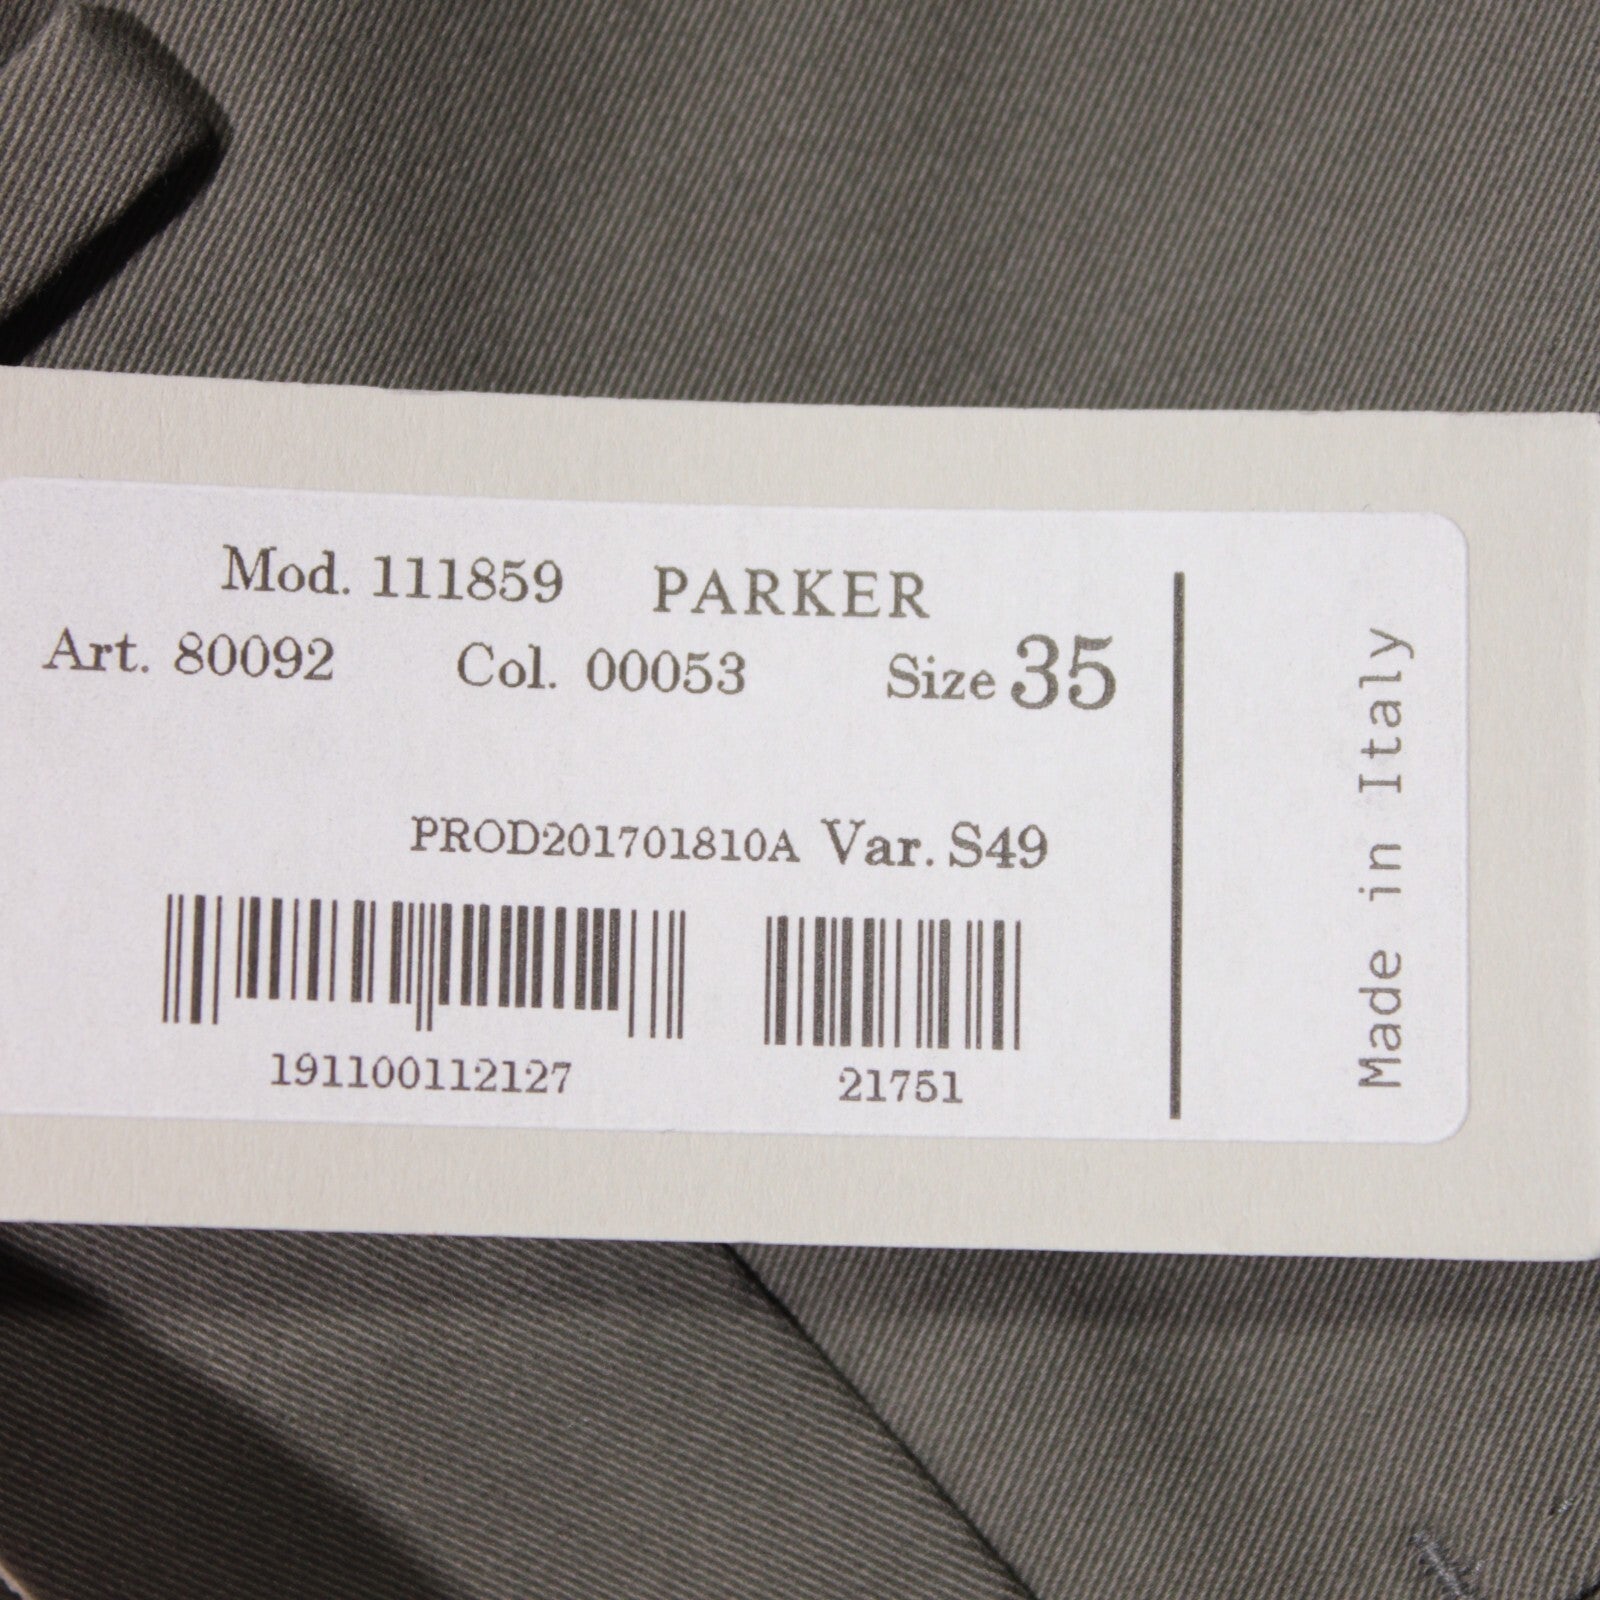 Mod. 111859 PARKER
Art. 80092 Col. 00053 Size 35
PROD201701810A Var. S49
191100112127 21751
Made in Italy